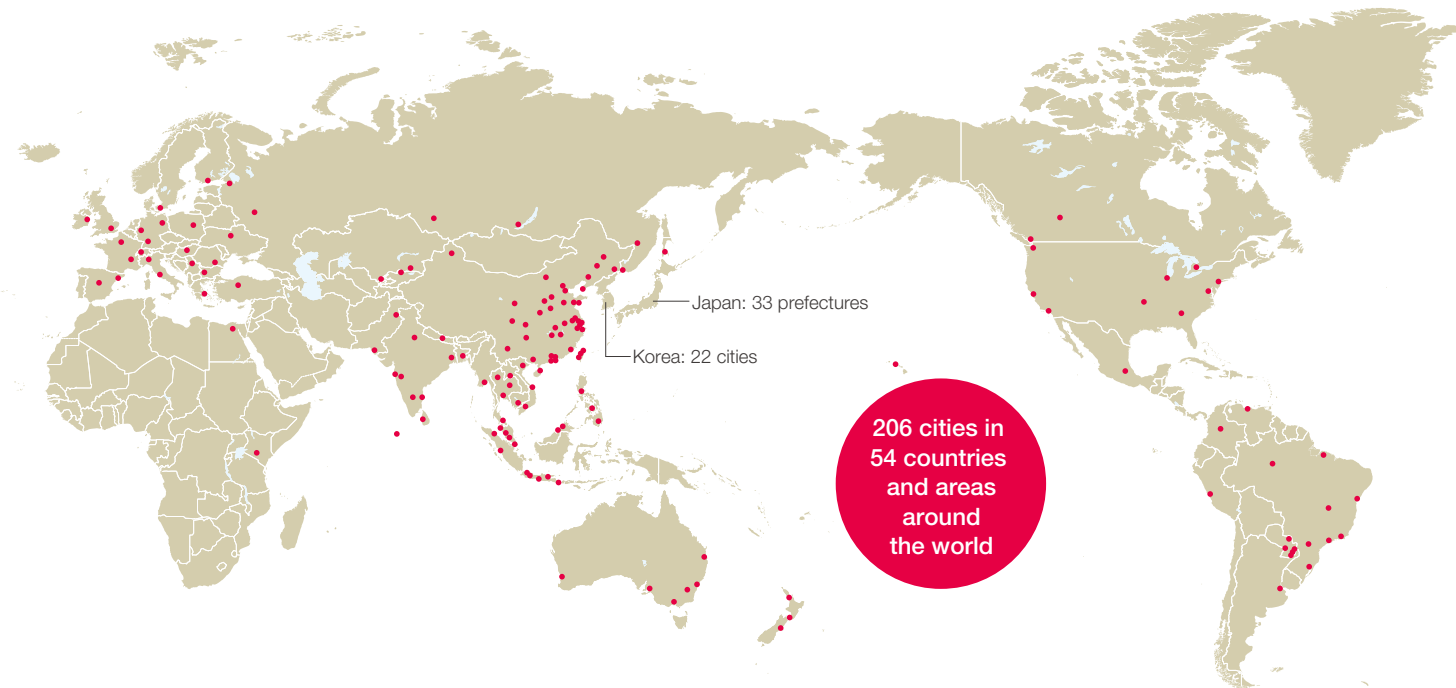 Japan: 33 prefectures
Korea: 22 cities
206 cities in
54 countries
and areas
around
the world